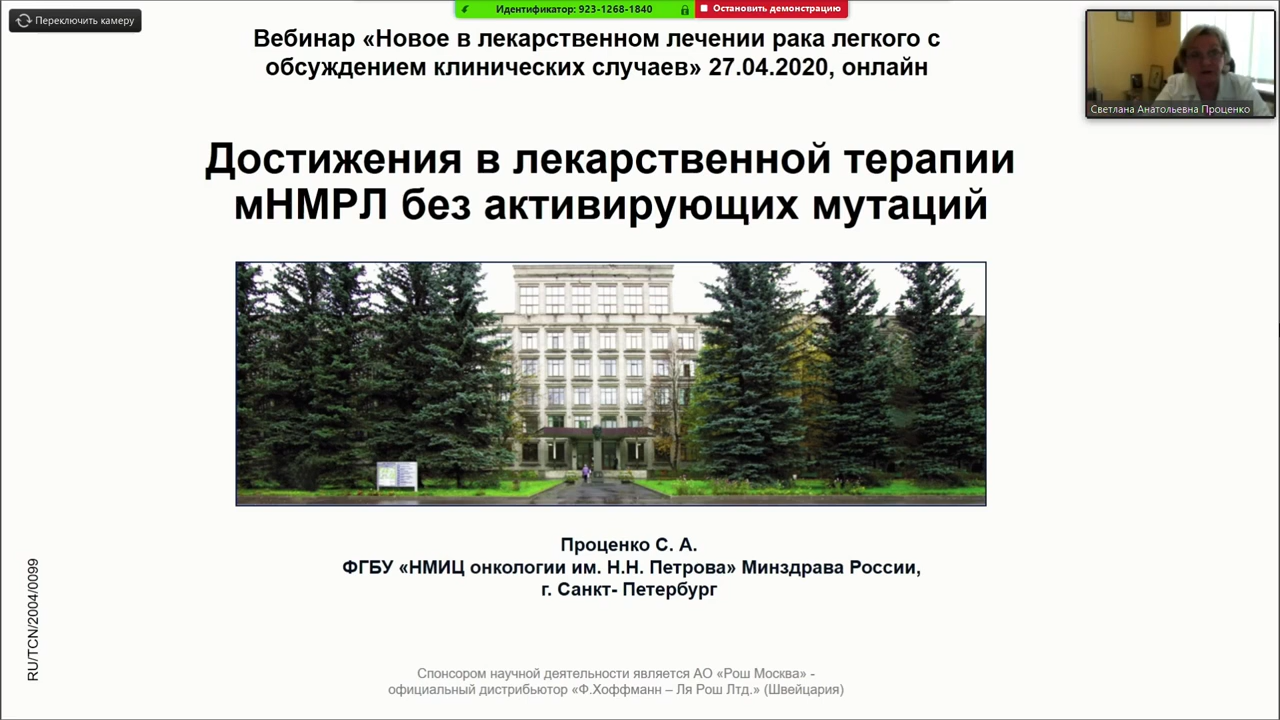 Переключить камеру
Идентификатор: 923-1268-1840
Остановить демонстрацию
Вебинар «Новое в лекарственном лечении рака легкого с
обсуждением клинических случаев» 27.04.2020, онлайн
Светлана Анатольевна Проценко
Достижения в лекарственной терапии
мНМРЛ без активирующих мутаций
Проценко С. А.
ФГБУ «НМИЦ онкологии им. Н.Н. Петрова» Минздрава России,
г. Санкт- Петербург
RU/TCN/2004/0099
Спонсором научной деятельности является АО «Рош Москва» -
официальный дистрибьютор «Ф.Хоффманн – Ля Рош Лтд.» (Швейцария)